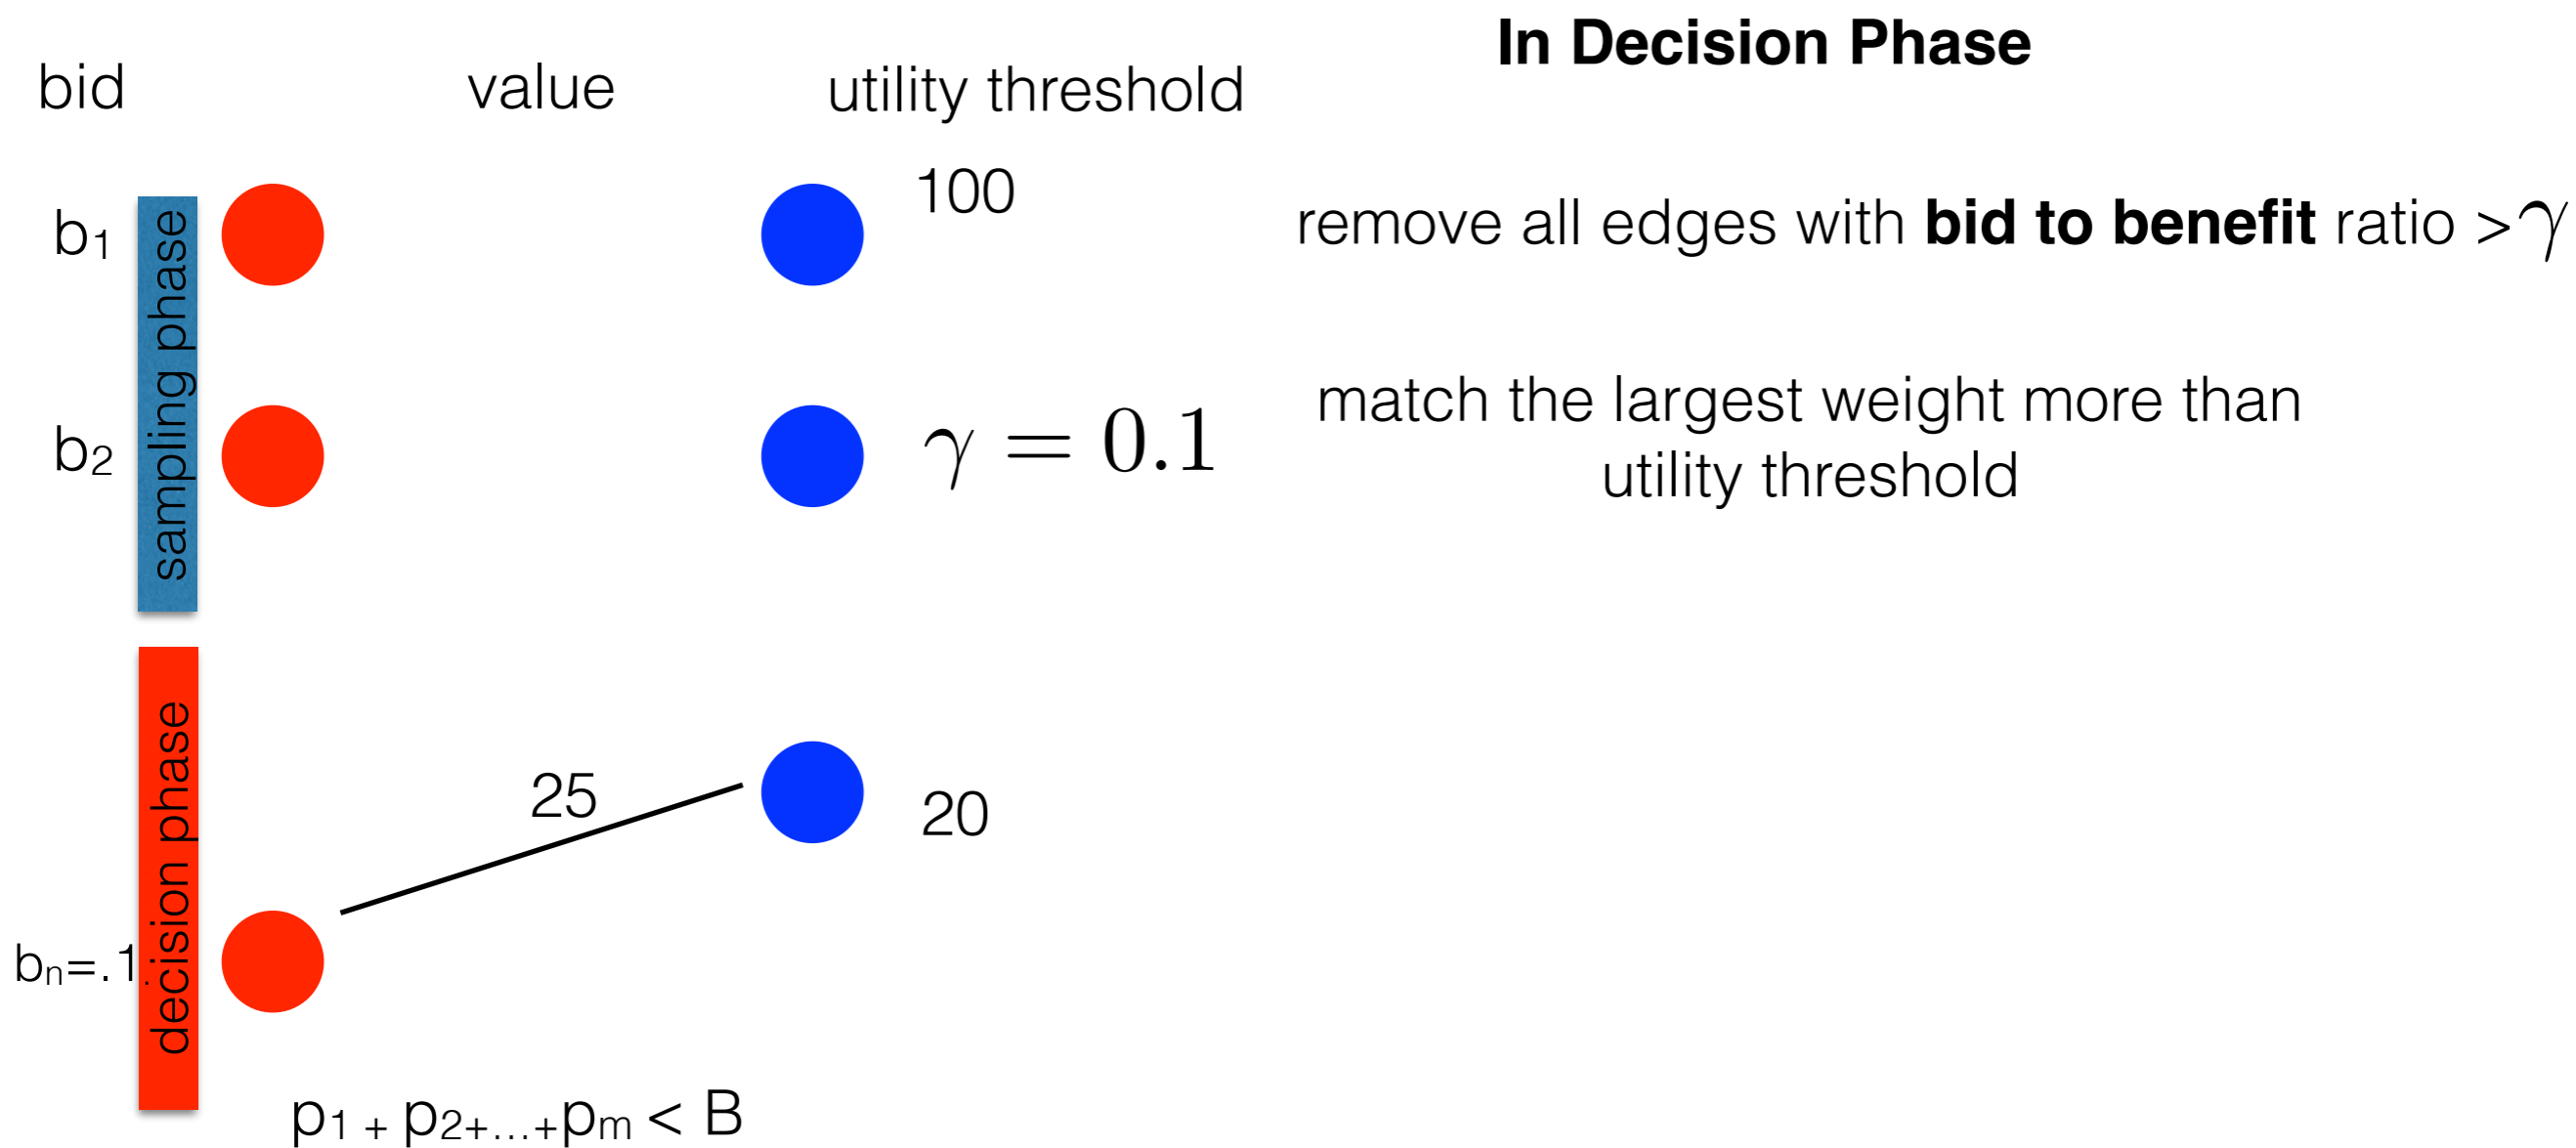 In Decision Phase
bid
value
utility threshold
b1
sampling phase
100
remove all edges with bid to benefit ratio >γ
b2
γ = 0.1
match the largest weight more than
utility threshold
decision phase
25
20
bn=.1.
p1 + p2+...+pm < B